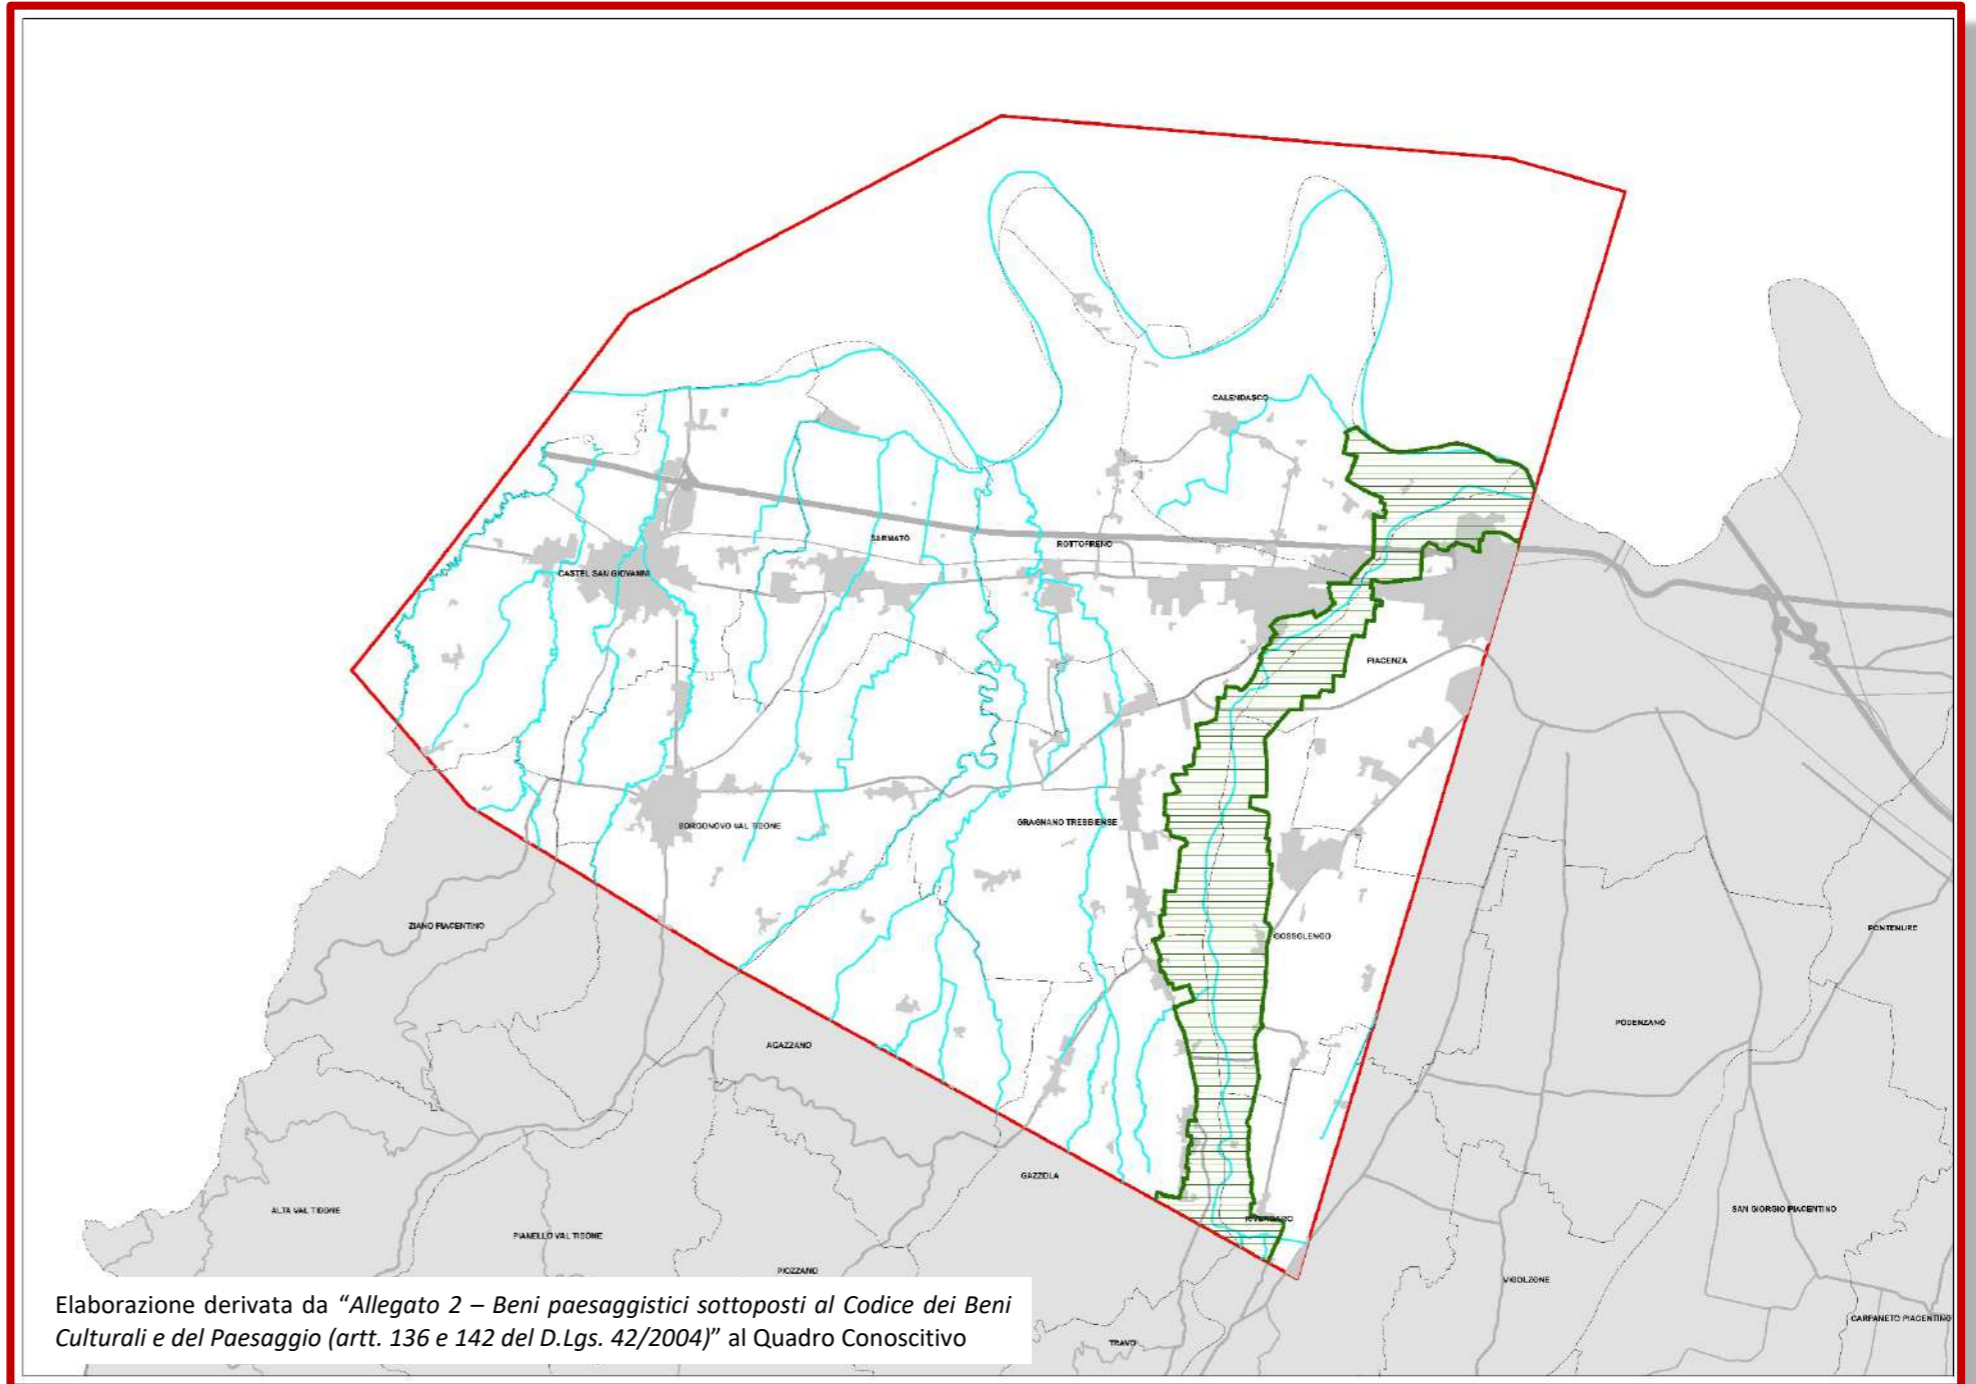 CALENDASCO
SARMATO
ROTTOFRENO
CASTEL SAN GIOVANNI
PIACENZA
BORGONOVO VAL TIDONE
GRAGNANO TREBBIENSE
ZIANO PIACENTINO
GOSSOLENGO
PONTENURE
PODENZANO
AGAZZANO
GAZZOLA
ALTA VAL TIDONE
RIVERGARO
SAN GIORGIO PIACENTINO
PIANELLO VAL TIDONE
PIOZZANO
VIGOLZONE
CARPANETO PIACENTINO
TRAVO
Elaborazione derivata da “Allegato 2 – Beni paesaggistici sottoposti al Codice dei Beni
Culturali e del Paesaggio (artt. 136 e 142 del D.Lgs. 42/2004)” al Quadro Conoscitivo